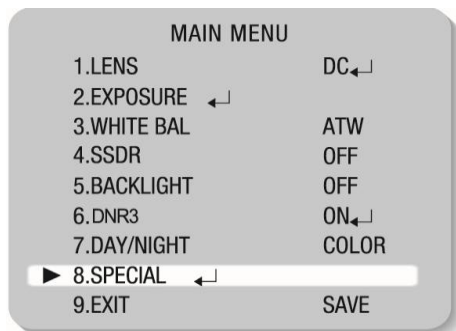 MAIN MENU
1.LENS DC↵
2.EXPOSURE ↵
3.WHITE BAL ATW
4.SSDR OFF
5.BACKLIGHT OFF
6.DNR3 ON↵
7.DAY/NIGHT COLOR
► 8.SPECIAL ↵
9.EXIT SAVE